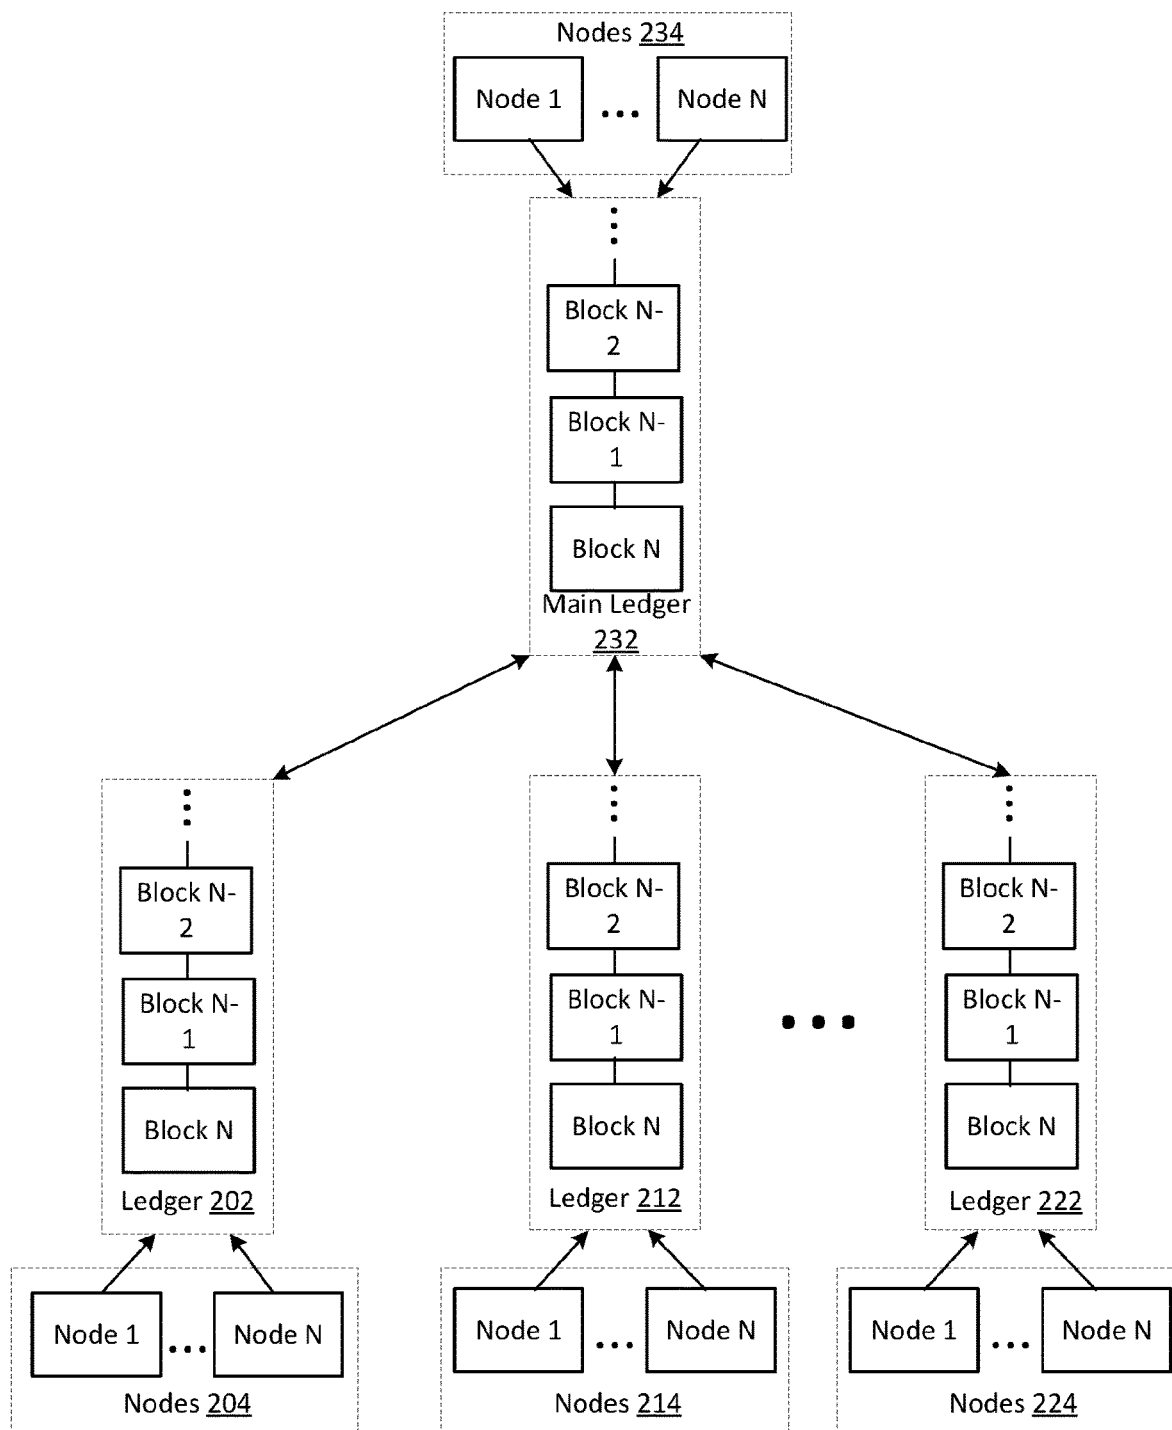 Nodes 234
Node 1 ... Node N
Block N-
2
Block N-
1
Block N
Main Ledger
232
Block N-
2
Block N-
1
Block N
Ledger 202
Block N-
2
Block N-
1
Block N
Ledger 212
...
Block N-
2
Block N-
1
Block N
Ledger 222
Node 1 ... Node N
Nodes 204
Node 1 ... Node N
Nodes 214
Node 1 ... Node N
Nodes 224